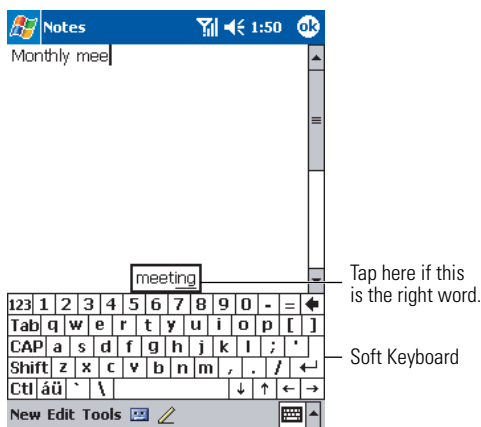 Notes 1:50 ok
Monthly mee
meeting
Tap here if this
is the right word.
123 1 2 3 4 5 6 7 8 9 0 - =
Tab q w e r t y u i o p [ ]
CAP a s d f g h j k l ; '
Soft Keyboard
Shift z x c v b n m , . /
Ctl áü ` \ ↓ ↑ ← →
New Edit Tools